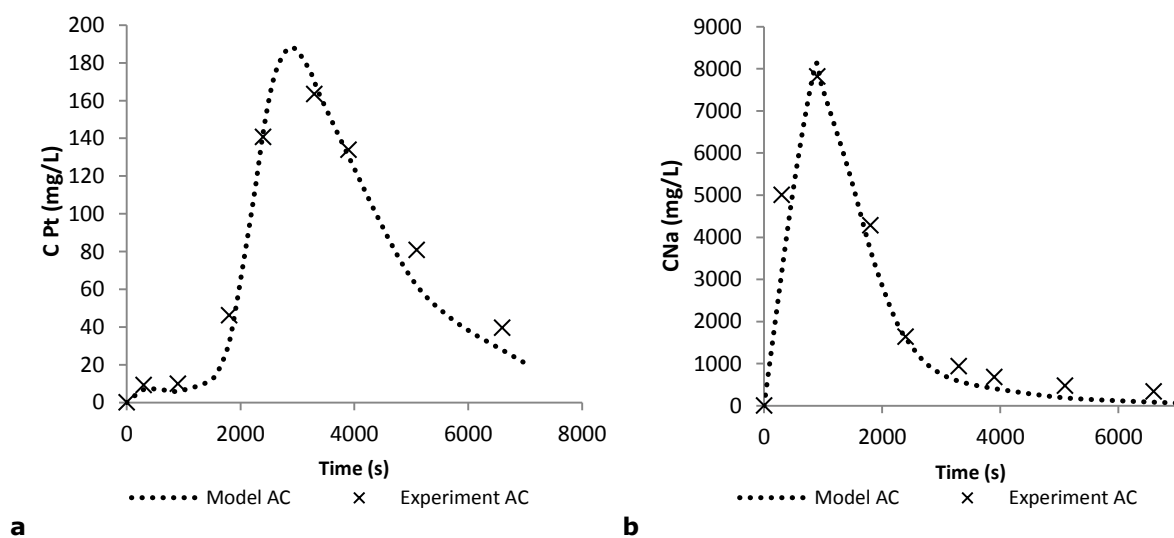 200
180
160
140
120
100
80
60
40
20
0
C Pt (mg/L)
0 2000 4000 6000 8000
Time (s)
Model AC Experiment AC
a
9000
8000
7000
6000
5000
4000
3000
2000
1000
0
CNa (mg/L)
0 2000 4000 6000
Time (s)
Model AC Experiment AC
b